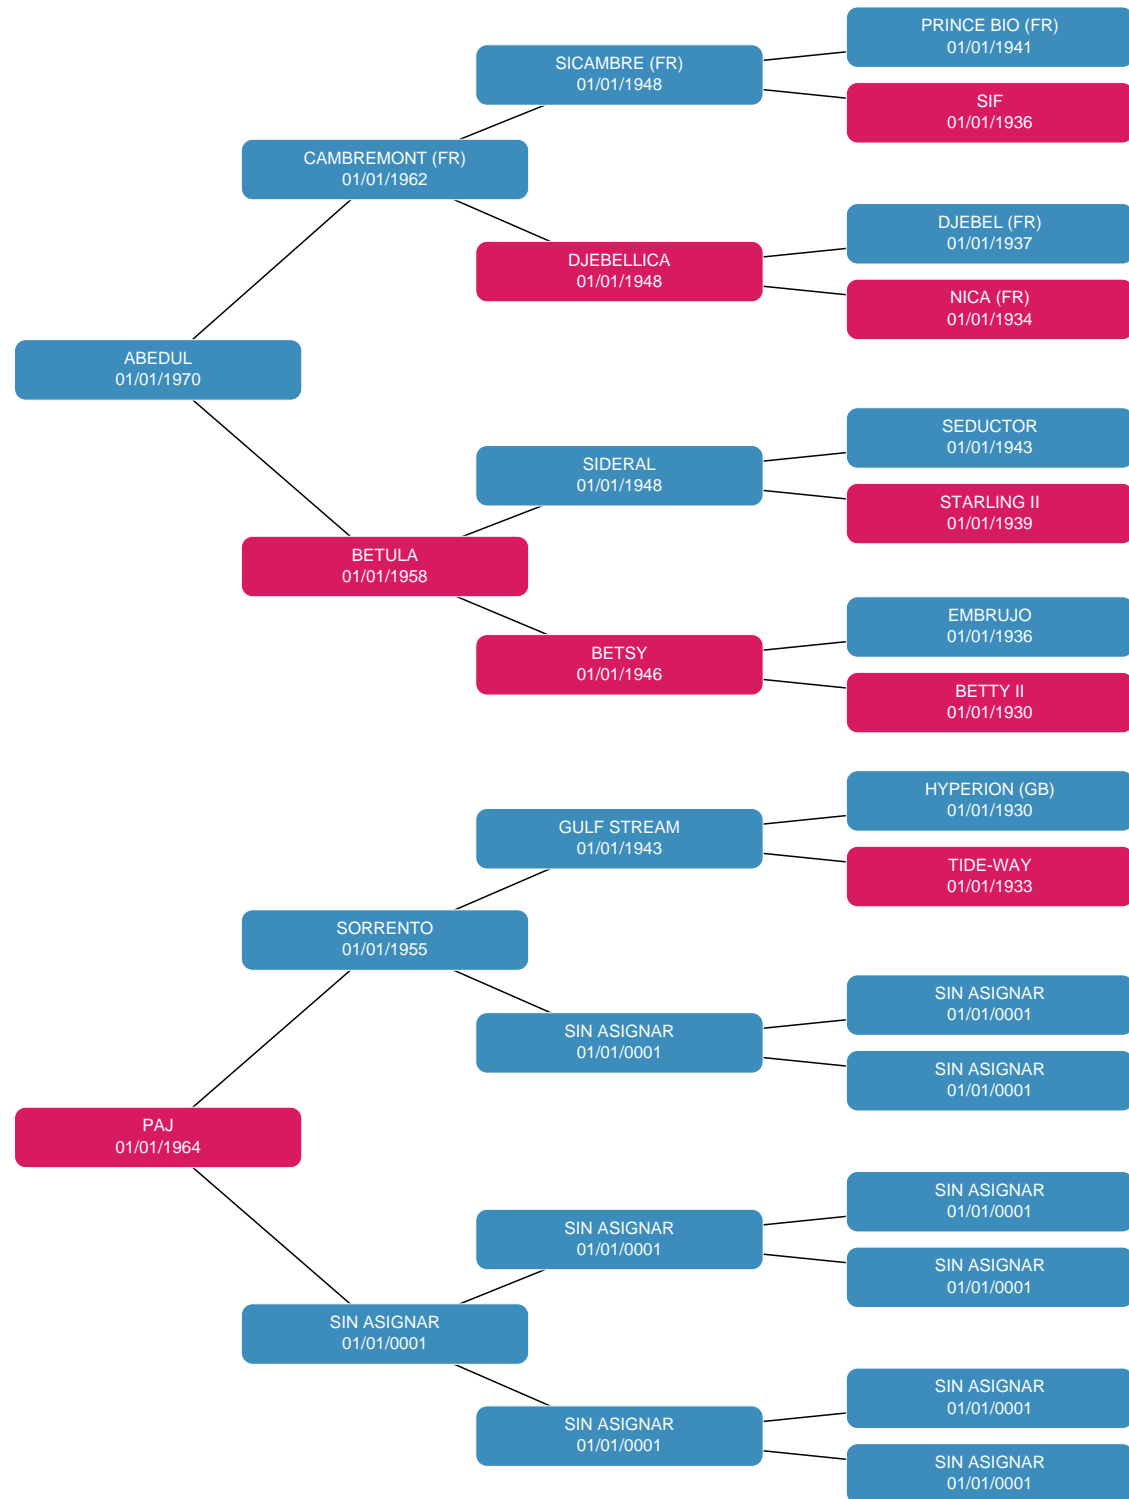 PRINCE BIO (FR)
01/01/1941
SICAMBRE (FR)
01/01/1948
SIF
01/01/1936
CAMBREMONT (FR)
01/01/1962
DJEBEL (FR)
01/01/1937
DJEBELLICA
01/01/1948
NICA (FR)
01/01/1934
ABEDUL
01/01/1970
SEDUCTOR
01/01/1943
SIDERAL
01/01/1948
STARLING II
01/01/1939
BETULA
01/01/1958
EMBRUJO
01/01/1936
BETSY
01/01/1946
BETTY II
01/01/1930
HYPERION (GB)
01/01/1930
GULF STREAM
01/01/1943
TIDE-WAY
01/01/1933
SORRENTO
01/01/1955
SIN ASIGNAR
01/01/0001
SIN ASIGNAR
01/01/0001
SIN ASIGNAR
01/01/0001
PAJ
01/01/1964
SIN ASIGNAR
01/01/0001
SIN ASIGNAR
01/01/0001
SIN ASIGNAR
01/01/0001
SIN ASIGNAR
01/01/0001
SIN ASIGNAR
01/01/0001
SIN ASIGNAR
01/01/0001
SIN ASIGNAR
01/01/0001